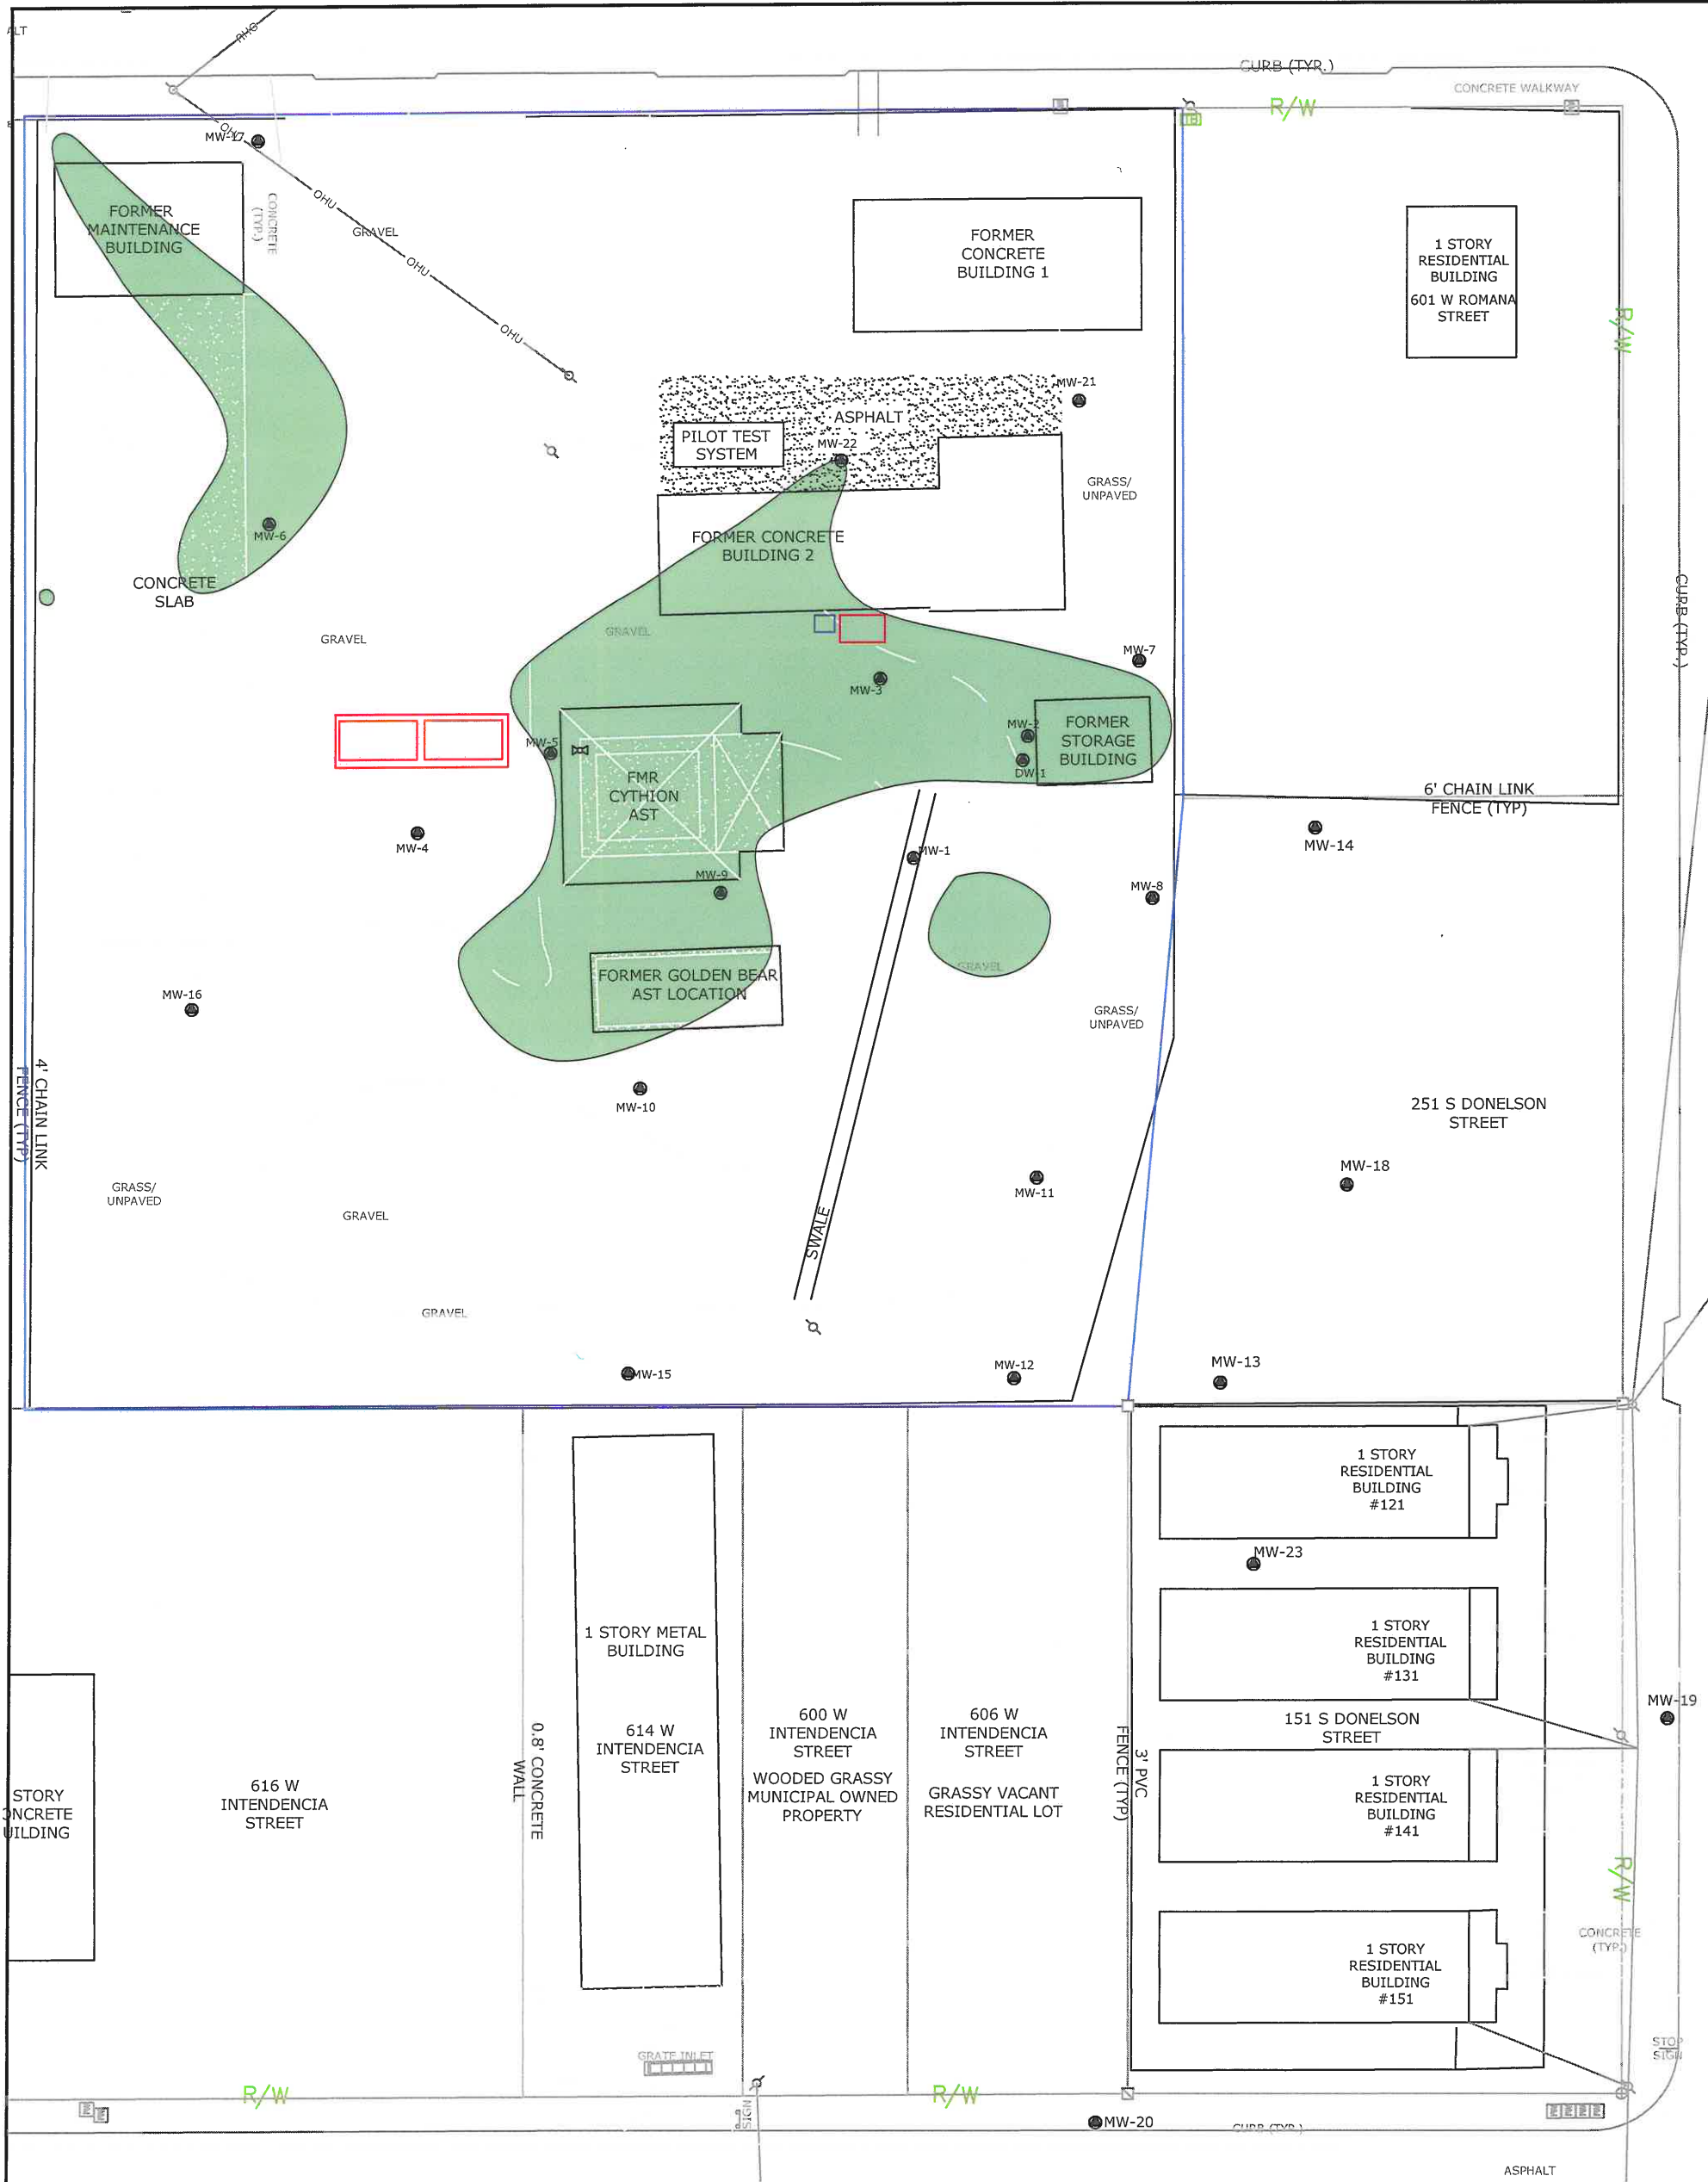 OHU
CURB (TYP.)
CONCRETE WALKWAY
R/W
MW-17
OHU
OHU
OHU
OHU
FORMER
MAINTENANCE
BUILDING
CONCRETE
(TYP.)
GRAVEL
FORMER
CONCRETE
BUILDING 1
1 STORY
RESIDENTIAL
BUILDING
601 W ROMANA
STREET
R/W
MW-21
ASPHALT
PILOT TEST
SYSTEM
MW-22
GRASS/
UNPAVED
MW-6
FORMER CONCRETE
BUILDING 2
CONCRETE
SLAB
CURB (TYP.)
GRAVEL
GRAVEL
MW-7
MW-3
MW-2
FORMER
STORAGE
BUILDING
DW-1
MW-5
FMR
CYTHION
AST
6' CHAIN LINK
FENCE (TYP)
MW-4
MW-14
MW-1
MW-9
MW-8
GRAVEL
FORMER GOLDEN BEAR
AST LOCATION
MW-16
GRASS/
UNPAVED
4' CHAIN LINK
FENCE (TYP)
MW-10
251 S DONELSON
STREET
MW-18
GRASS/
UNPAVED
MW-11
GRAVEL
SWALE
GRAVEL
MW-15
MW-12
MW-13
1 STORY
RESIDENTIAL
BUILDING
#121
MW-23
1 STORY METAL
BUILDING
1 STORY
RESIDENTIAL
BUILDING
#131
MW-19
614 W
INTENDENCIA
STREET
600 W
INTENDENCIA
STREET
WOODED GRASSY
MUNICIPAL OWNED
PROPERTY
606 W
INTENDENCIA
STREET
GRASSY VACANT
RESIDENTIAL LOT
151 S DONELSON
STREET
3' PVC
FENCE (TYP)
0.8' CONCRETE
WALL
616 W
INTENDENCIA
STREET
STORY
ONCRETE
UILDING
1 STORY
RESIDENTIAL
BUILDING
#141
R/W
CONCRETE
(TYP.)
1 STORY
RESIDENTIAL
BUILDING
#151
STOP
SIGN
GRATE INLET
R/W
R/W
SIGN
MW-20
CURB (TYP.)
ASPHALT